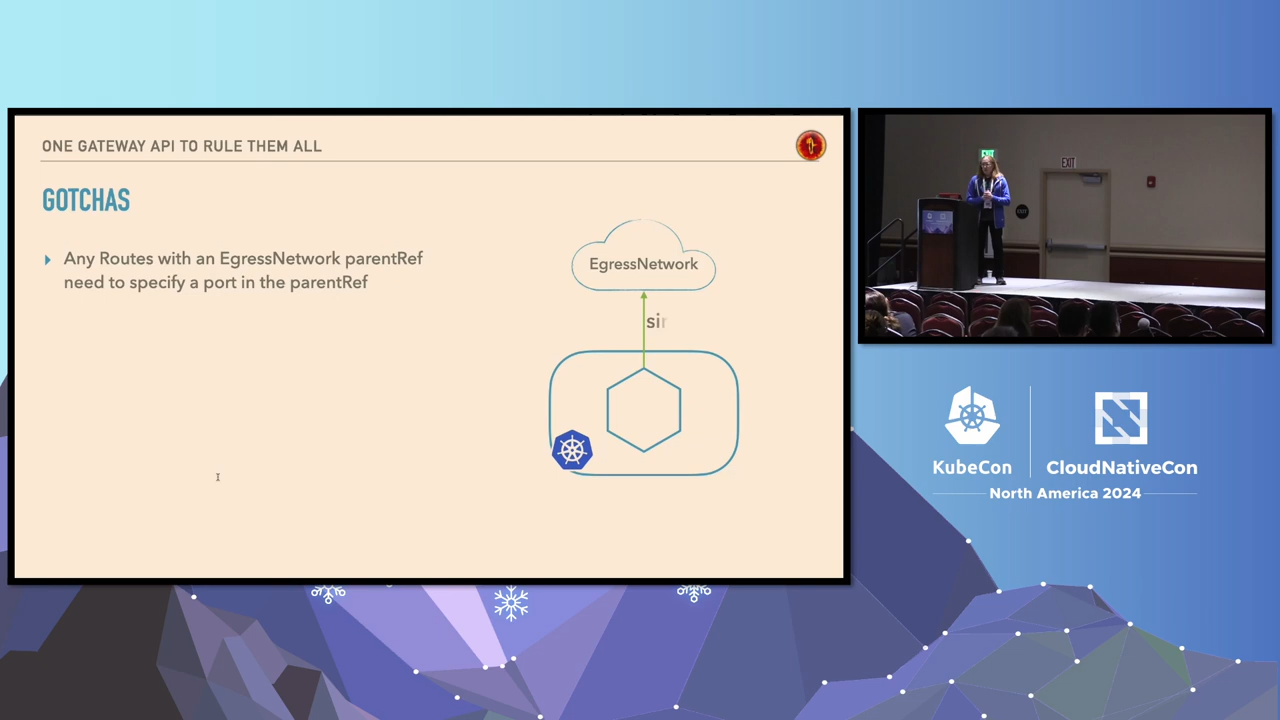 ONE GATEWAY API TO RULE THEM ALL
GOTCHAS
Any Routes with an EgressNetwork parentRef
need to specify a port in the parentRef
EgressNetwork
EXIT
EXIT
KubeCon
CloudNativeCon
North America 2024